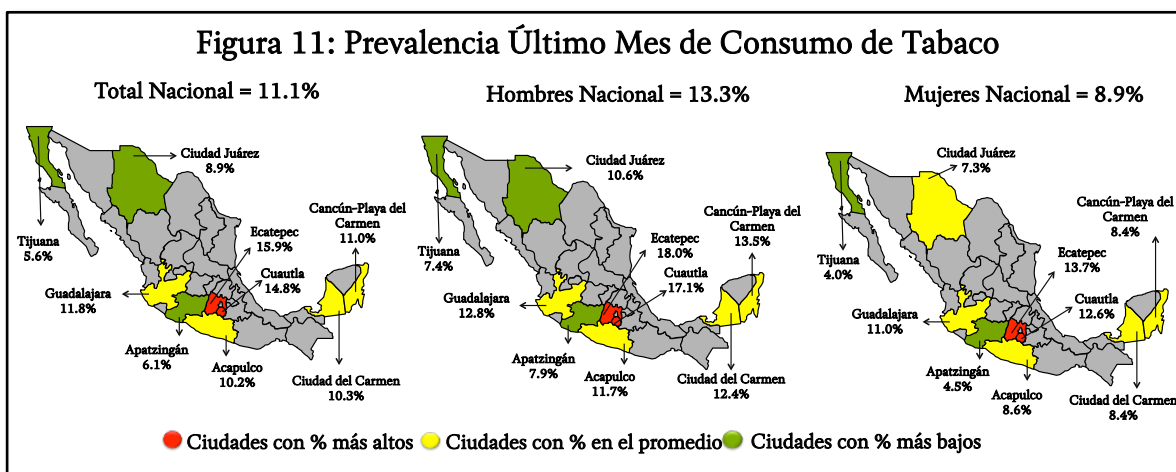 Figura 11: Prevalencia Último Mes de Consumo de Tabaco
Total Nacional = 11.1%
Ciudad Juárez
8.9%
Cancún-Playa del
Carmen
11.0%
Ecatepec
15.9%
Tijuana
5.6%
Cuautla
14.8%
Guadalajara
11.8%
Apatzingán
6.1%
Acapulco
10.2%
Ciudad del Carmen
10.3%
Hombres Nacional = 13.3%
Ciudad Juárez
10.6%
Cancún-Playa del
Carmen
13.5%
Ecatepec
18.0%
Tijuana
7.4%
Cuautla
17.1%
Guadalajara
12.8%
Apatzingán
7.9%
Acapulco
11.7%
Ciudad del Carmen
12.4%
Mujeres Nacional = 8.9%
Ciudad Juárez
7.3%
Cancún-Playa del
Carmen
8.4%
Ecatepec
13.7%
Tijuana
4.0%
Cuautla
12.6%
Guadalajara
11.0%
Apatzingán
4.5%
Acapulco
8.6%
Ciudad del Carmen
8.4%
Ciudades con % más altos
Ciudades con % en el promedio
Ciudades con % más bajos